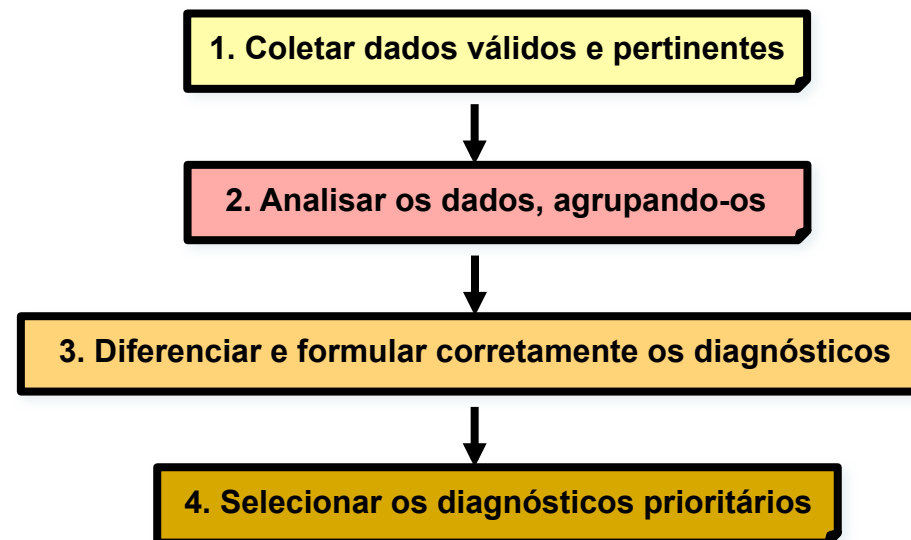 1. Coletar dados válidos e pertinentes
2. Analisar os dados, agrupando-os
3. Diferenciar e formular corretamente os diagnósticos
4. Selecionar os diagnósticos prioritários